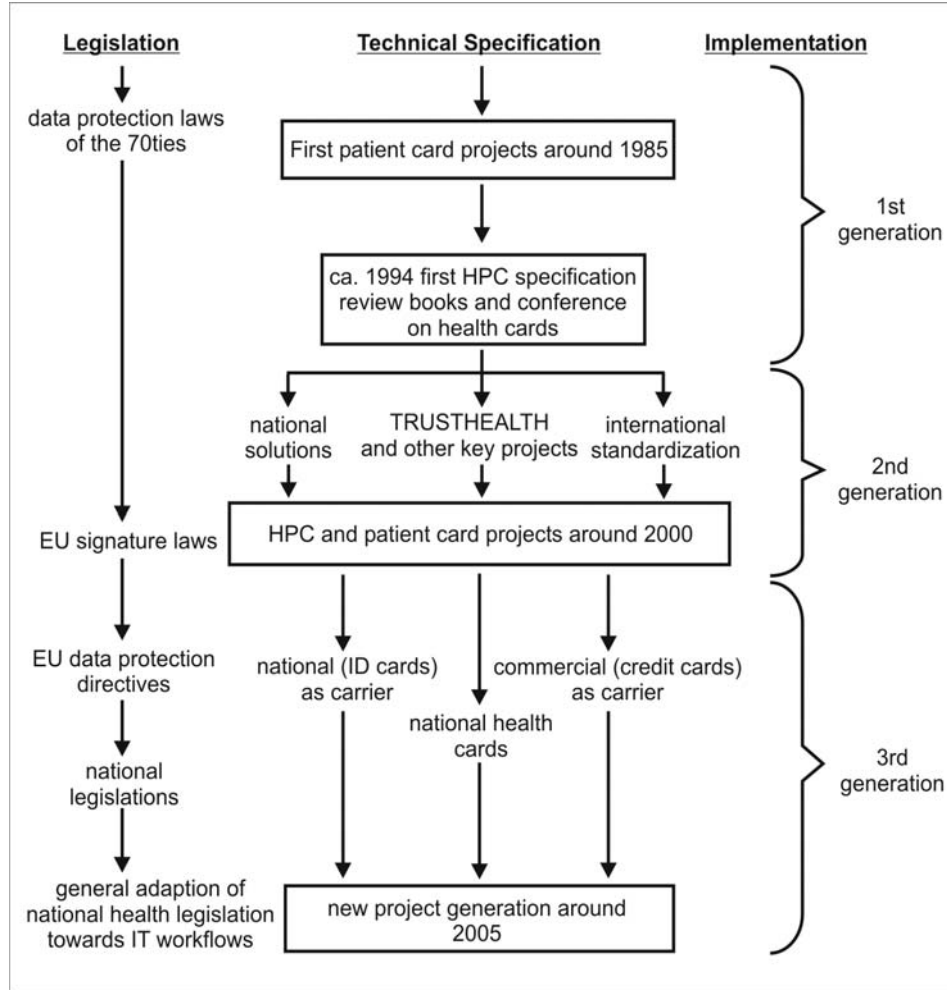 Legislation
Technical Specification
Implementation
data protection laws
of the 70ties
First patient card projects around 1985
1st
generation
ca. 1994 first HPC specification
review books and conference
on health cards
national
solutions
TRUSTHEALTH
and other key projects
international
standardization
2nd
generation
EU signature laws
HPC and patient card projects around 2000
EU data protection
directives
national (ID cards)
as carrier
national health
cards
commercial (credit cards)
as carrier
3rd
generation
national
legislations
general adaption of
national health legislation
towards IT workflows
new project generation around
2005